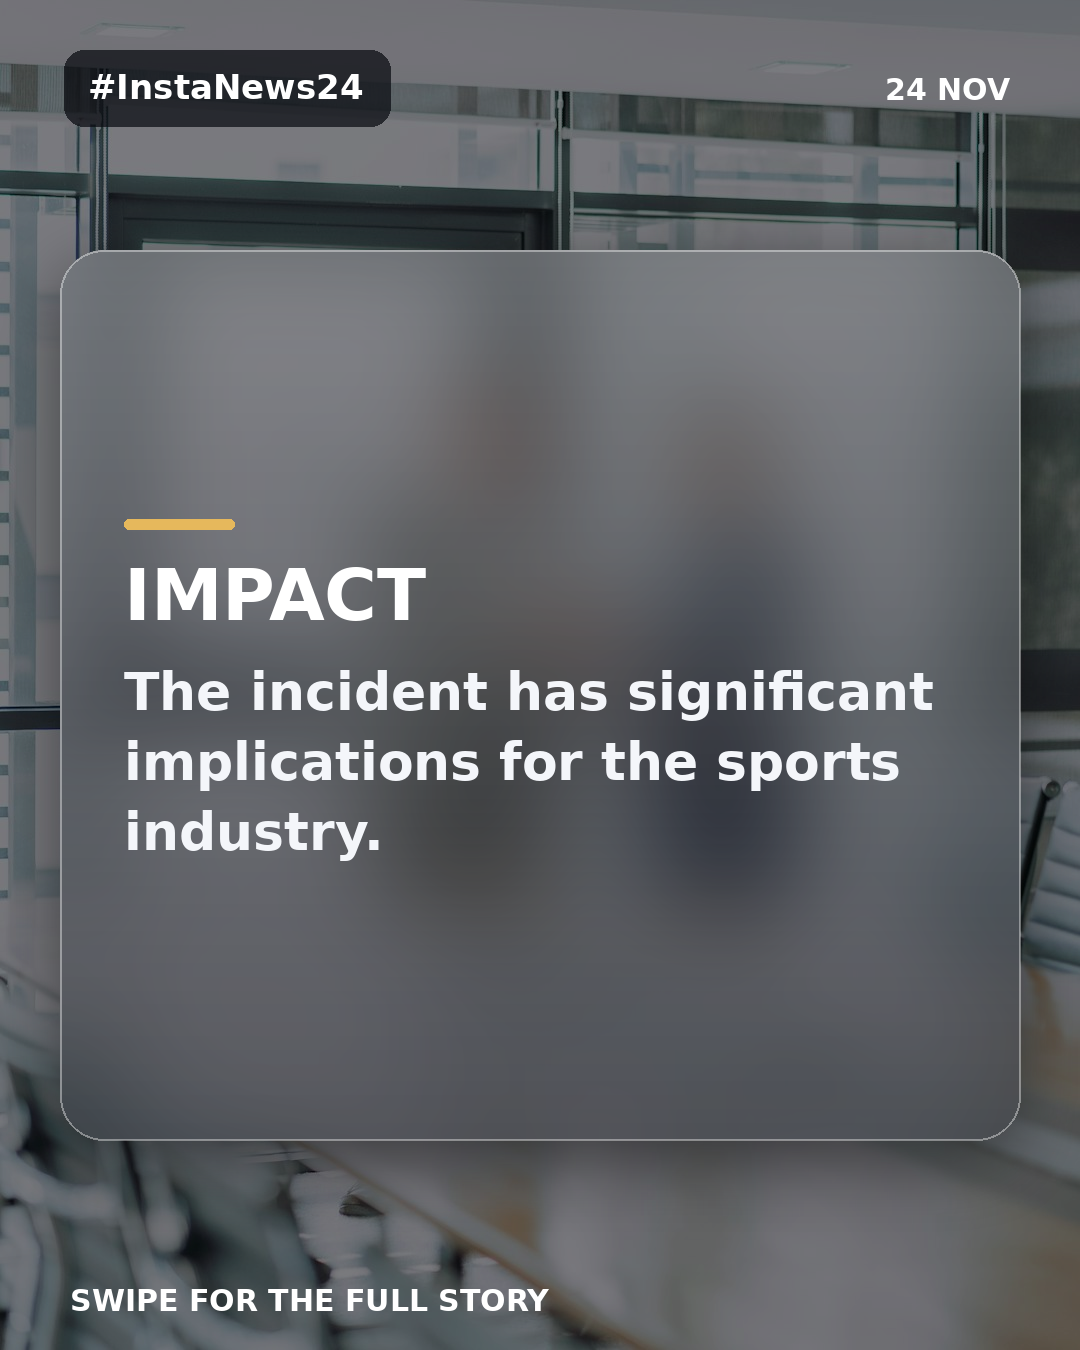 #InstaNews24
24 NOV
IMPACT
The incident has significant
implications for the sports
industry.
SWIPE FOR THE FULL STORY